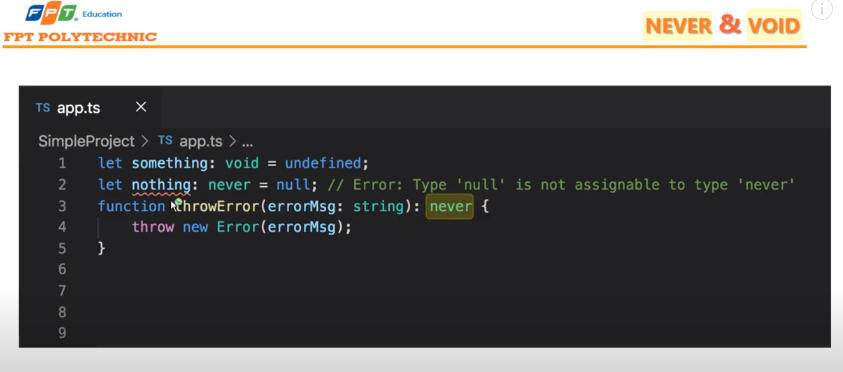 FPT. Education
FPT POLYTECHNIC
NEVER & VOID
i
TS app.ts ×
SimpleProject > TS app.ts > ...
1 let something: void = undefined;
2 let nothing: never = null; // Error: Type 'null' is not assignable to type 'never'
3 function throwError(errorMsg: string): never {
4 throw new Error(errorMsg);
5 }
6
7
8
9